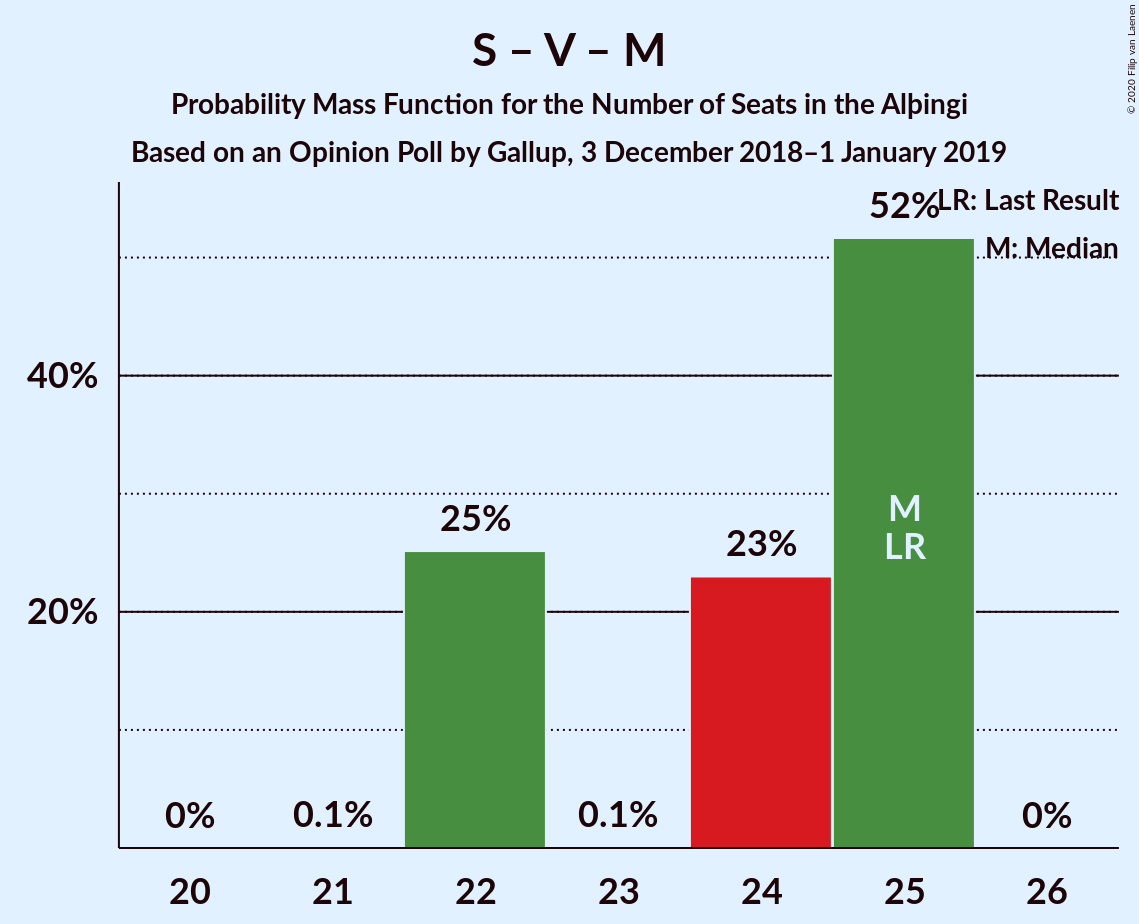 S – V – M
Probability Mass Function for the Number of Seats in the Alþingi
Based on an Opinion Poll by Gallup, 3 December 2018–1 January 2019
© 2020 Filip van Laenen
LR: Last Result
M: Median
52%
40%
M
LR
25%
23%
20%
0%
0.1%
0.1%
0%
20 21 22 23 24 25 26